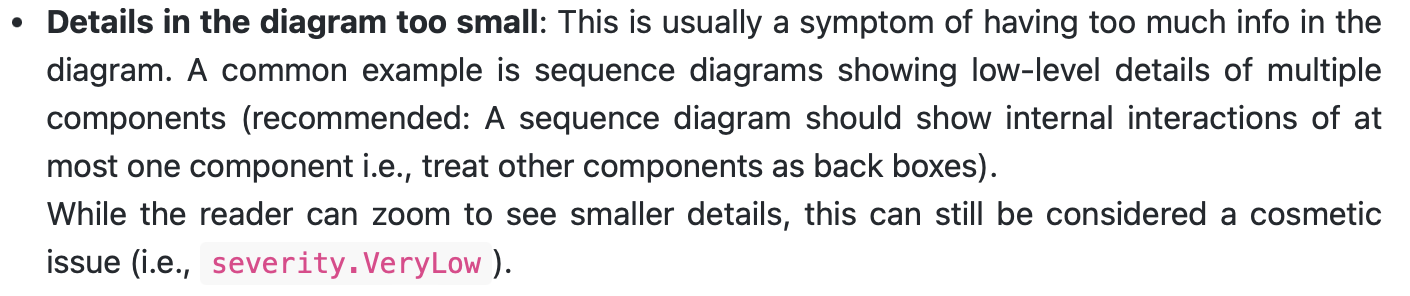 • Details in the diagram too small: This is usually a symptom of having too much info in the
diagram. A common example is sequence diagrams showing low-level details of multiple
components (recommended: A sequence diagram should show internal interactions of at
most one component i.e., treat other components as back boxes).
While the reader can zoom to see smaller details, this can still be considered a cosmetic
issue (i.e., severity.VeryLow ).